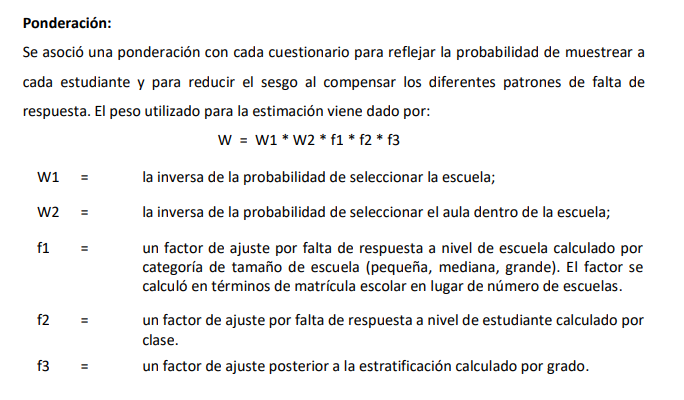 Ponderación:
Se asoció una ponderación con cada cuestionario para reflejar la probabilidad de muestrear a
cada estudiante y para reducir el sesgo al compensar los diferentes patrones de falta de
respuesta. El peso utilizado para la estimación viene dado por:
W = W1 * W2 * f1 * f2 * f3
W1 = la inversa de la probabilidad de seleccionar la escuela;
W2 = la inversa de la probabilidad de seleccionar el aula dentro de la escuela;
f1 = un factor de ajuste por falta de respuesta a nivel de escuela calculado por
categoría de tamaño de escuela (pequeña, mediana, grande). El factor se
calculó en términos de matrícula escolar en lugar de número de escuelas.
f2 = un factor de ajuste por falta de respuesta a nivel de estudiante calculado por
clase.
f3 = un factor de ajuste posterior a la estratificación calculado por grado.